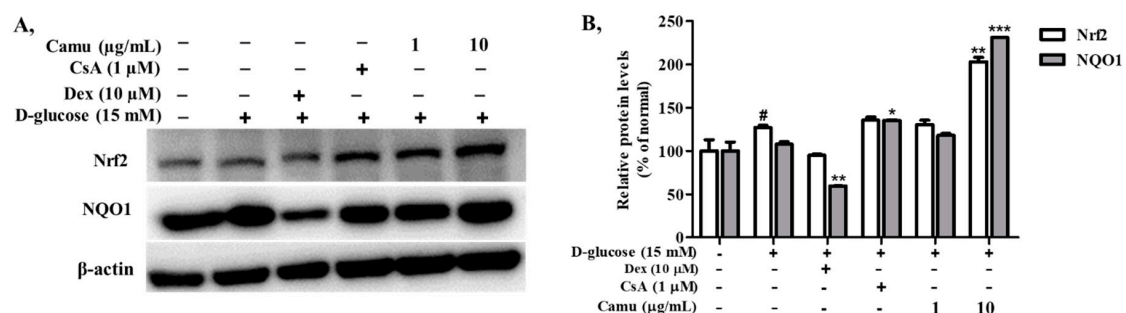 A,
Camu (µg/mL) – – – – 1 10
CsA (1 µM) – – – + – –
Dex (10 µM) – – + – – –
D-glucose (15 mM) – + + + + +
Nrf2
NQO1
β-actin
B,
Relative protein levels
(% of normal)
250
200
150
100
50
0
#
**
*
**
***
Nrf2
NQO1
D-glucose (15 mM) - + + + + +
Dex (10 µM) - - + - - -
CsA (1 µM) - - - + - -
Camu (µg/mL) - - - - 1 10